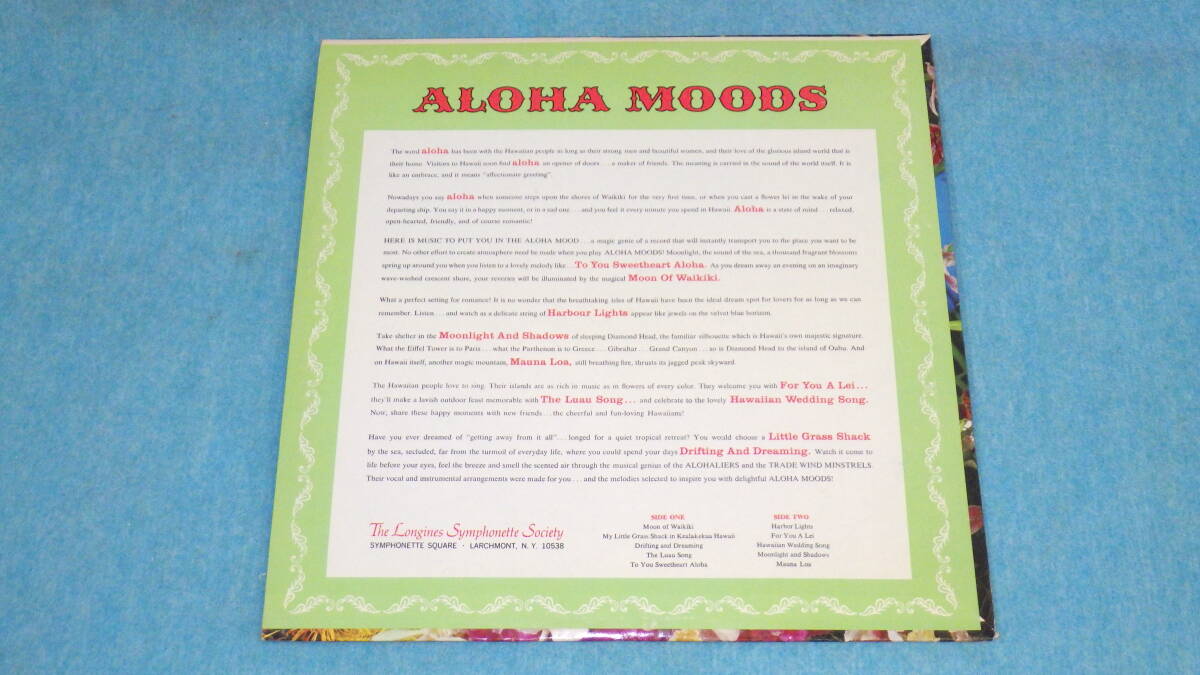 ALOHA MOODS
The word aloha has been with the Hawaiian people as long as their strong men and beautiful women, and their love of the glorious island world that is
their home. Visitors to Hawaii soon find aloha an opener of doors . . . a maker of friends. The meaning is carried in the sound of the world itself. It is
like an embrace, and it means "affectionate greeting".
Nowadays you say aloha when someone steps upon the shores of Waikiki for the very first time, or when you cast a flower lei in the wake of your
departing ship. You say it in a happy moment, or in a sad one . . . and you feel it every minute you spend in Hawaii. Aloha is a state of mind . . . relaxed,
open-hearted, friendly, and of course romantic!
HERE IS MUSIC TO PUT YOU IN THE ALOHA MOOD . . . a magic genie of a record that will instantly transport you to the place you want to be
most. No other effort to create atmosphere need be made when you play ALOHA MOODS! Moonlight, the sound of the sea, a thousand fragrant blossoms
spring up around you when you listen to a lovely melody like . . . To You Sweetheart Aloha. As you dream away an evening on an imaginary
wave-washed crescent shore, your reveries will be illuminated by the magical Moon Of Waikiki.
What a perfect setting for romance! It is no wonder that the breathtaking isles of Hawaii have been the ideal dream spot for lovers for as long as we can
remember. Listen . . . and watch as a delicate string of Harbour Lights appear like jewels on the velvet blue horizon.
Take shelter in the Moonlight And Shadows of sleeping Diamond Head, the familiar silhouette which is Hawaii's own majestic signature.
What the Eiffel Tower is to Paris . . . what the Parthenon is to Greece . . . Gibraltar . . . Grand Canyon . . . so is Diamond Head to the island of Oahu. And
on Hawaii itself, another magic mountain, Mauna Loa, still breathing fire, thrusts its jagged peak skyward.
The Hawaiian people love to sing. Their islands are as rich in music as in flowers of every color. They welcome you with For You A Lei . . .
they'll make a lavish outdoor feast memorable with The Luau Song . . . and celebrate to the lovely Hawaiian Wedding Song.
Now, share these happy moments with new friends . . . the cheerful and fun-loving Hawaiians!
Have you ever dreamed of "getting away from it all" . . . longed for a quiet tropical retreat? You would choose a Little Grass Shack
by the sea, secluded, far from the turmoil of everyday life, where you could spend your days Drifting And Dreaming. Watch it come to
life before your eyes, feel the breeze and smell the scented air through the musical genius of the ALOHALIERS and the TRADE WIND MINSTRELS.
Their vocal and instrumental arrangements were made for you . . . and the melodies selected to inspire you with delightful ALOHA MOODS!
The Longines Symphonette Society
SYMPHONETTE SQUARE · LARCHMONT, N. Y. 10538
SIDE ONE
Moon of Waikiki
My Little Grass Shack in Kealakekua Hawaii
Drifting and Dreaming
The Luau Song
To You Sweetheart Aloha
SIDE TWO
Harbor Lights
For You A Lei
Hawaiian Wedding Song
Moonlight and Shadows
Mauna Loa